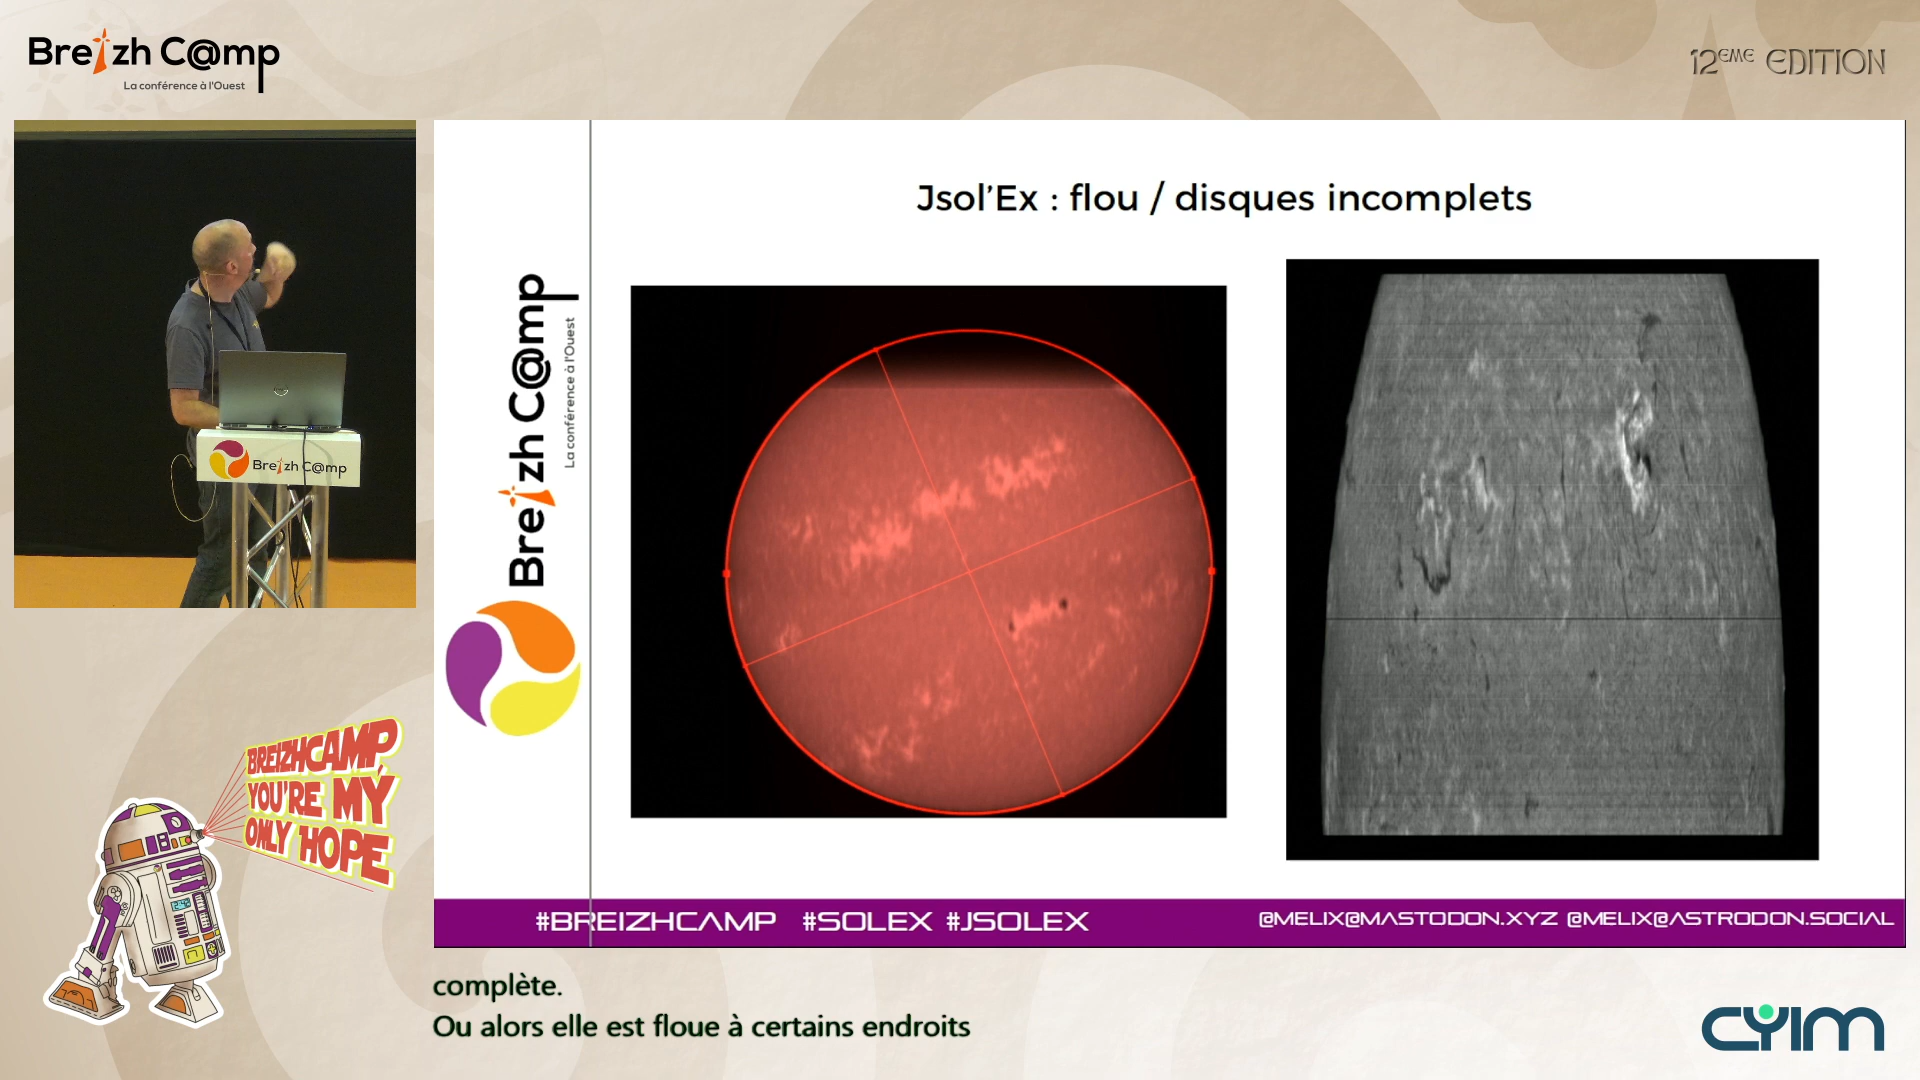 Breizh C@mp
La conférence à l'Ouest
12EME EDITION
Jsol'Ex : flou / disques incomplets
Breizh C@mp
La conférence à l'Ouest
Breizh C@mp
BREIZHCAMP
YOU'RE MY
ONLY HOPE
#BREIZHCAMP #SOLEX #JSOLEX
@MELIX@MASTODON.XYZ @MELIX@ASTRODON.SOCIAL
complète.
Ou alors elle est floue à certains endroits
CYIM